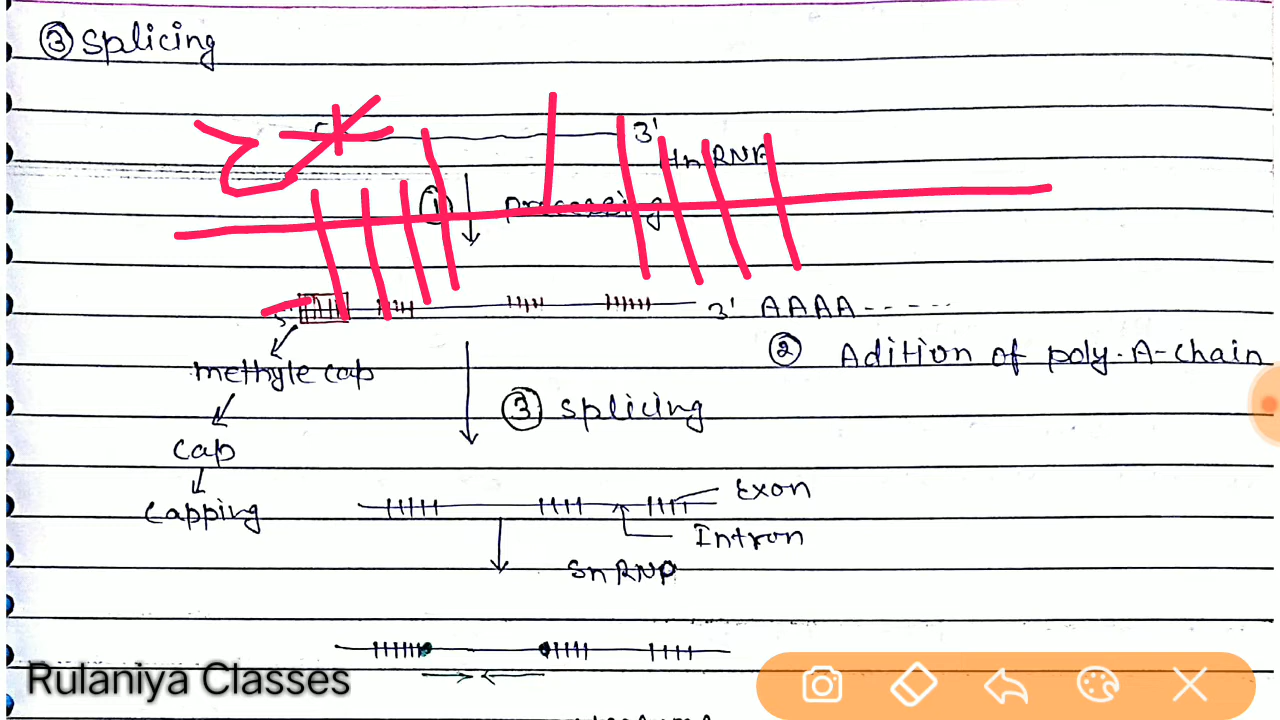 ③ Splicing
3'
HnRNA
① processing
5' 3' AAAA------
② Adition of poly-A-chain
methyle cap
③ splicing
cap
Exon
capping
Intron
SnRNP
Rulaniya Classes